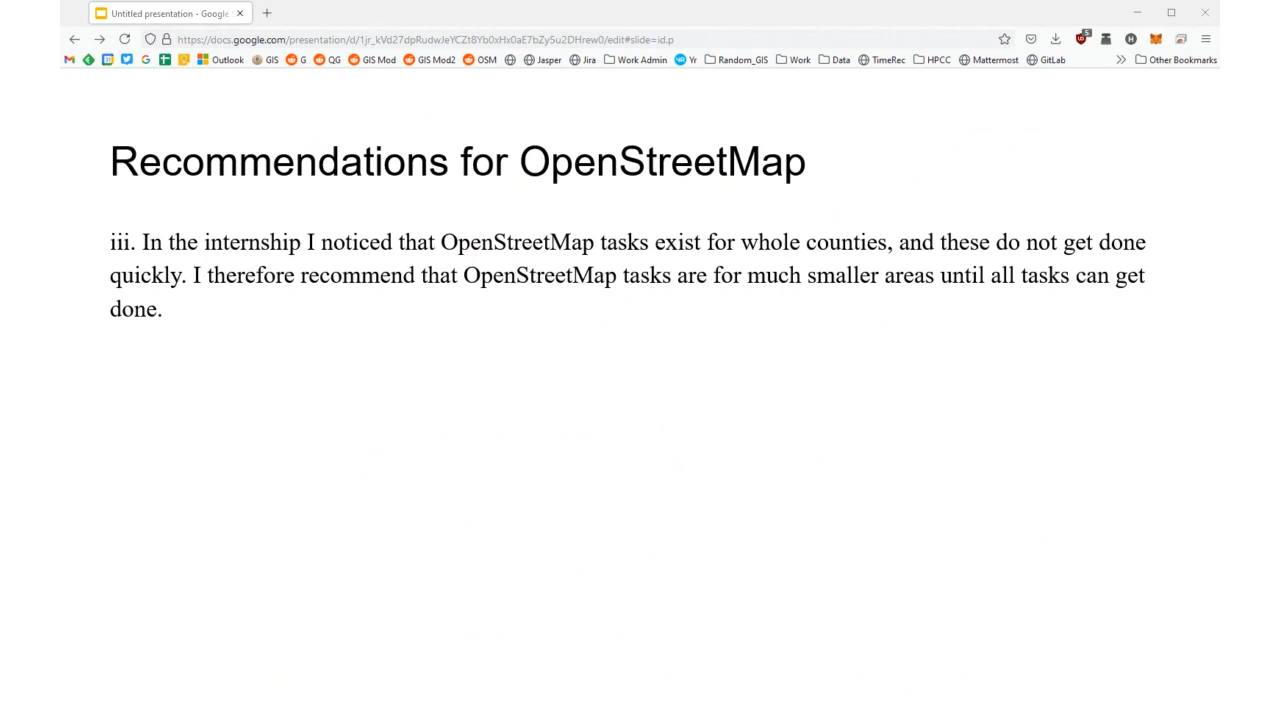 Untitled presentation - Google
https://docs.google.com/presentation/d/1jr_kVd27dpRudwJeYCZt8Yb0xHx0aE7bZy5u2DHrew0/edit#slide=id.p
5
Outlook GIS G QG GIS Mod GIS Mod2 OSM Jasper Jira Work Admin Yr Random_GIS Work Data TimeRec HPCC Mattermost GitLab Other Bookmarks
Recommendations for OpenStreetMap
iii. In the internship I noticed that OpenStreetMap tasks exist for whole counties, and these do not get done
quickly. I therefore recommend that OpenStreetMap tasks are for much smaller areas until all tasks can get
done.